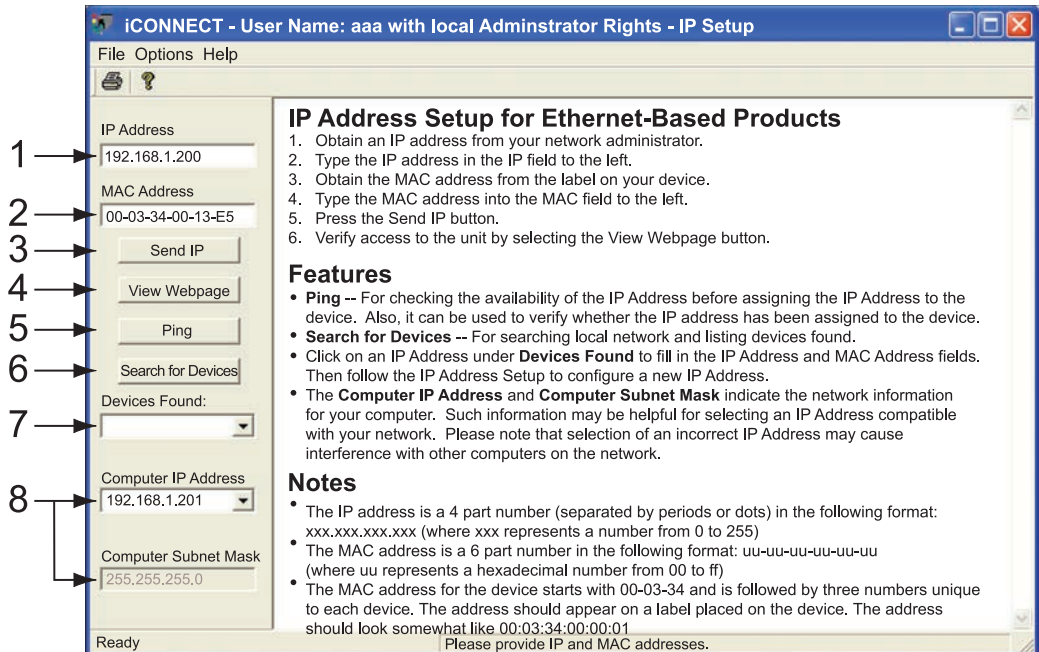 iCONNECT - User Name: aaa with local Adminstrator Rights - IP Setup
File Options Help
IP Address
1
192.168.1.200
MAC Address
2
00-03-34-00-13-E5
3
Send IP
4
View Webpage
5
Ping
6
Search for Devices
Devices Found:
7
Computer IP Address
8
192.168.1.201
Computer Subnet Mask
255.255.255.0
IP Address Setup for Ethernet-Based Products
1. Obtain an IP address from your network administrator.
2. Type the IP address in the IP field to the left.
3. Obtain the MAC address from the label on your device.
4. Type the MAC address into the MAC field to the left.
5. Press the Send IP button.
6. Verify access to the unit by selecting the View Webpage button.
Features
• Ping -- For checking the availability of the IP Address before assigning the IP Address to the
device. Also, it can be used to verify whether the IP address has been assigned to the device.
• Search for Devices -- For searching local network and listing devices found.
• Click on an IP Address under Devices Found to fill in the IP Address and MAC Address fields.
Then follow the IP Address Setup to configure a new IP Address.
• The Computer IP Address and Computer Subnet Mask indicate the network information
for your computer. Such information may be helpful for selecting an IP Address compatible
with your network. Please note that selection of an incorrect IP Address may cause
interference with other computers on the network.
Notes
• The IP address is a 4 part number (separated by periods or dots) in the following format:
xxx.xxx.xxx.xxx (where xxx represents a number from 0 to 255)
• The MAC address is a 6 part number in the following format: uu-uu-uu-uu-uu-uu
(where uu represents a hexadecimal number from 00 to ff)
• The MAC address for the device starts with 00-03-34 and is followed by three numbers unique
to each device. The address should appear on a label placed on the device. The address
should look somewhat like 00:03:34:00:00:01
Ready
Please provide IP and MAC addresses.